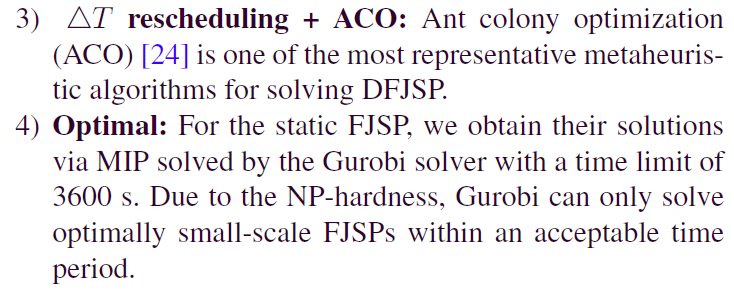 3) △T rescheduling + ACO: Ant colony optimization
(ACO) [24] is one of the most representative metaheuris-
tic algorithms for solving DFJSP.
4) Optimal: For the static FJSP, we obtain their solutions
via MIP solved by the Gurobi solver with a time limit of
3600 s. Due to the NP-hardness, Gurobi can only solve
optimally small-scale FJSPs within an acceptable time
period.